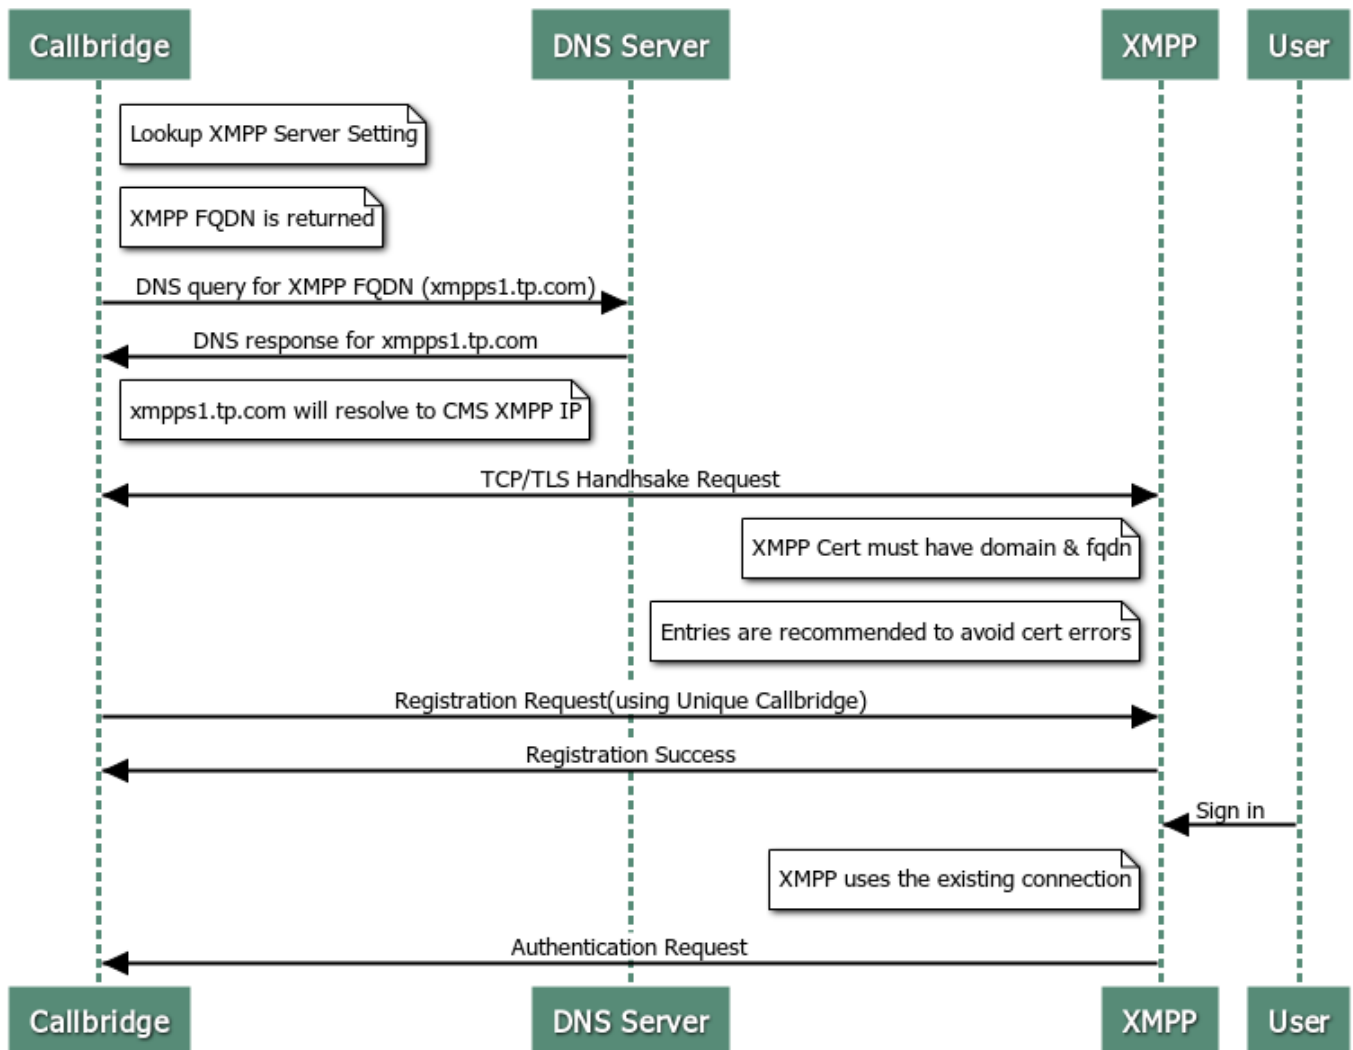 Callbridge DNS Server XMPP User
Lookup XMPP Server Setting
XMPP FQDN is returned
DNS query for XMPP FQDN (xmpps1.tp.com)
DNS response for xmpps1.tp.com
xmpps1.tp.com will resolve to CMS XMPP IP
TCP/TLS Handhsake Request
XMPP Cert must have domain & fqdn
Entries are recommended to avoid cert errors
Registration Request(using Unique Callbridge)
Registration Success
Sign in
XMPP uses the existing connection
Authentication Request
Callbridge DNS Server XMPP User